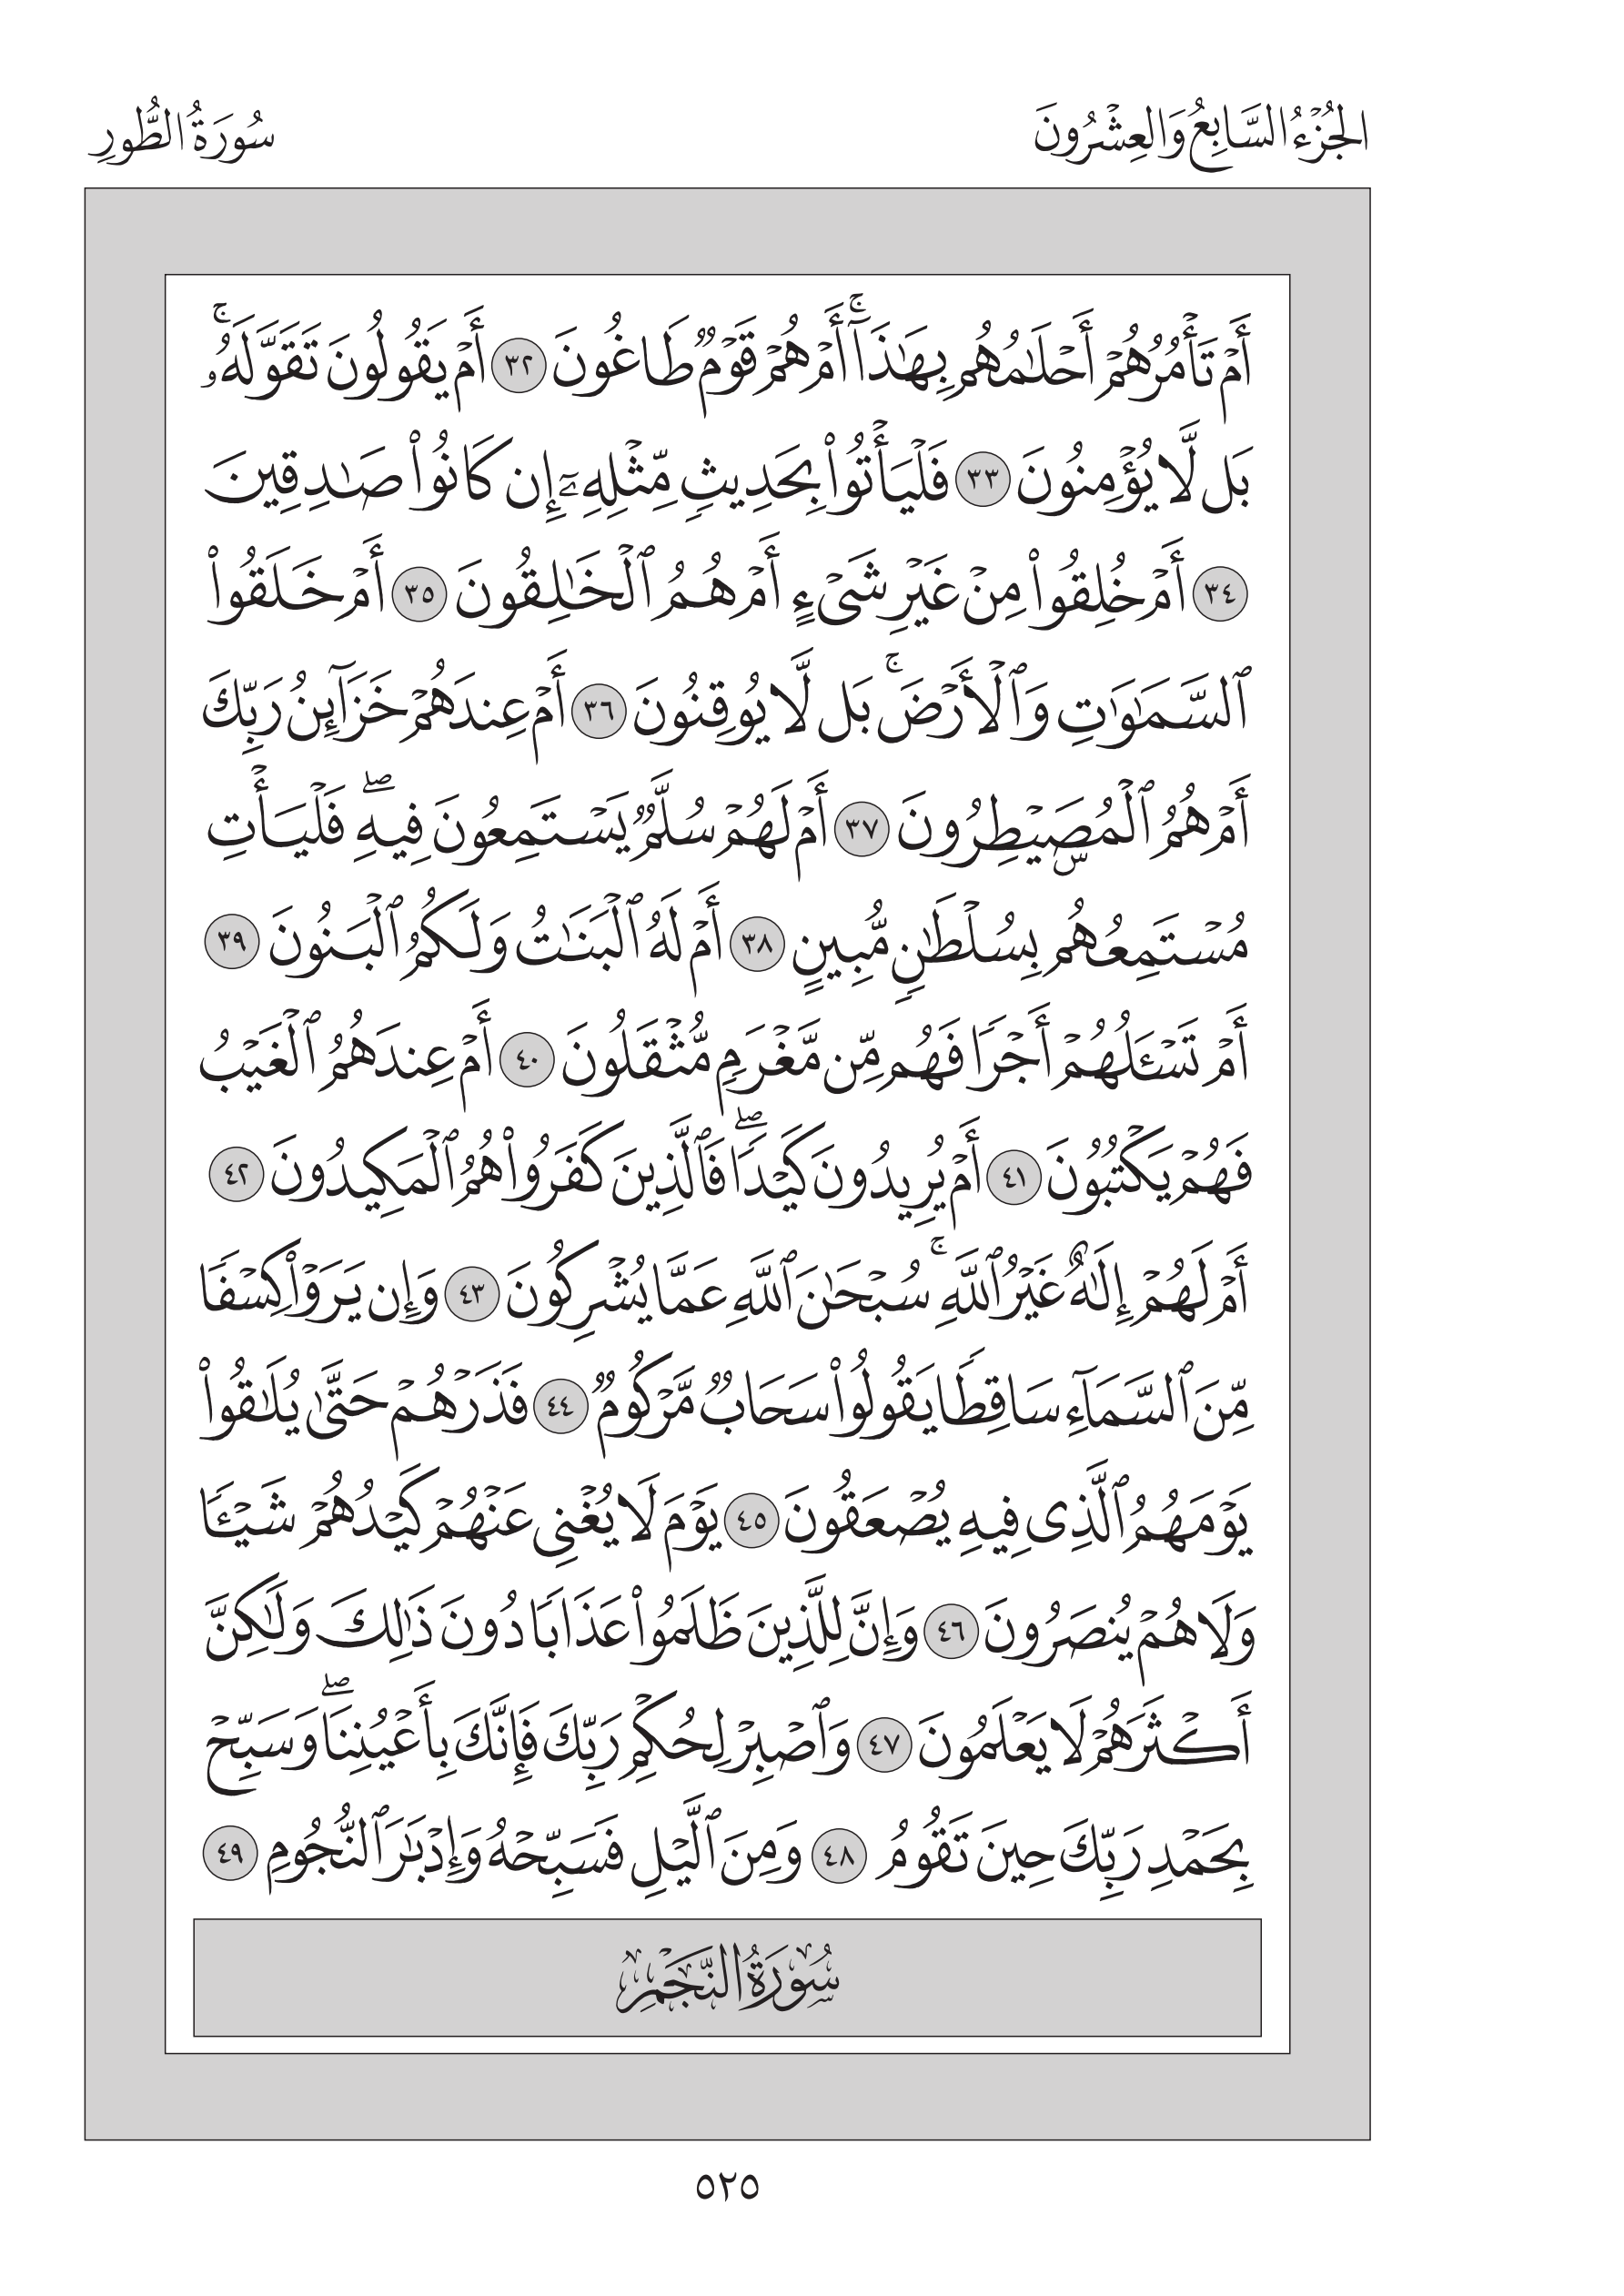 الجُزْءُ السَّابِعُ وَالعِشْرُونَ
سُورَةُ الطُّورِ
أَمْ تَأْمُرُهُمْ أَحْلَٰمُهُم بِهَٰذَآۚ أَمْ هُمْ قَوْمٌ طَاغُونَ ٣٢ أَمْ يَقُولُونَ تَقَوَّلَهُۥۚ
بَل لَّا يُؤْمِنُونَ ٣٣ فَلْيَأْتُوا۟ بِحَدِيثٍ مِّثْلِهِۦٓ إِن كَانُوا۟ صَٰدِقِينَ
٣٤ أَمْ خُلِقُوا۟ مِنْ غَيْرِ شَىْءٍ أَمْ هُمُ ٱلْخَٰلِقُونَ ٣٥ أَمْ خَلَقُوا۟
ٱلسَّمَٰوَٰتِ وَٱلْأَرْضَۚ بَل لَّا يُوقِنُونَ ٣٦ أَمْ عِندَهُمْ خَزَآئِنُ رَبِّكَ
أَمْ هُمُ ٱلْمُصَۣيْطِرُونَ ٣٧ أَمْ لَهُمْ سُلَّمٌ يَسْتَمِعُونَ فِيهِۖ فَلْيَأْتِ
مُسْتَمِعُهُم بِسُلْطَٰنٍ مُّبِينٍ ٣٨ أَمْ لَهُ ٱلْبَنَٰتُ وَلَكُمُ ٱلْبَنُونَ ٣٩
أَمْ تَسْـَٔلُهُمْ أَجْرًا فَهُم مِّن مَّغْرَمٍ مُّثْقَلُونَ ٤٠ أَمْ عِندَهُمُ ٱلْغَيْبُ
فَهُمْ يَكْتُبُونَ ٤١ أَمْ يُرِيدُونَ كَيْدًاۖ فَٱلَّذِينَ كَفَرُوا۟ هُمُ ٱلْمَكِيدُونَ ٤٢
أَمْ لَهُمْ إِلَٰهٌ غَيْرُ ٱللَّهِۚ سُبْحَٰنَ ٱللَّهِ عَمَّا يُشْرِكُونَ ٤٣ وَإِن يَرَوْا۟ كِسْفًا
مِّنَ ٱلسَّمَآءِ سَاقِطًا يَقُولُوا۟ سَحَابٌ مَّرْكُومٌ ٤٤ فَذَرْهُمْ حَتَّىٰ يُلَٰقُوا۟
يَوْمَهُمُ ٱلَّذِى فِيهِ يُصْعَقُونَ ٤٥ يَوْمَ لَا يُغْنِى عَنْهُمْ كَيْدُهُمْ شَيْـًٔا
وَلَا هُمْ يُنصَرُونَ ٤٦ وَإِنَّ لِلَّذِينَ ظَلَمُوا۟ عَذَابًا دُونَ ذَٰلِكَ وَلَٰكِنَّ
أَكْثَرَهُمْ لَا يَعْلَمُونَ ٤٧ وَٱصْبِرْ لِحُكْمِ رَبِّكَ فَإِنَّكَ بِأَعْيُنِنَاۖ وَسَبِّحْ
بِحَمْدِ رَبِّكَ حِينَ تَقُومُ ٤٨ وَمِنَ ٱلَّيْلِ فَسَبِّحْهُ وَإِدْبَٰرَ ٱلنُّجُومِ ٤٩
سُورَةُ النَّجْمِ
٥٢٥